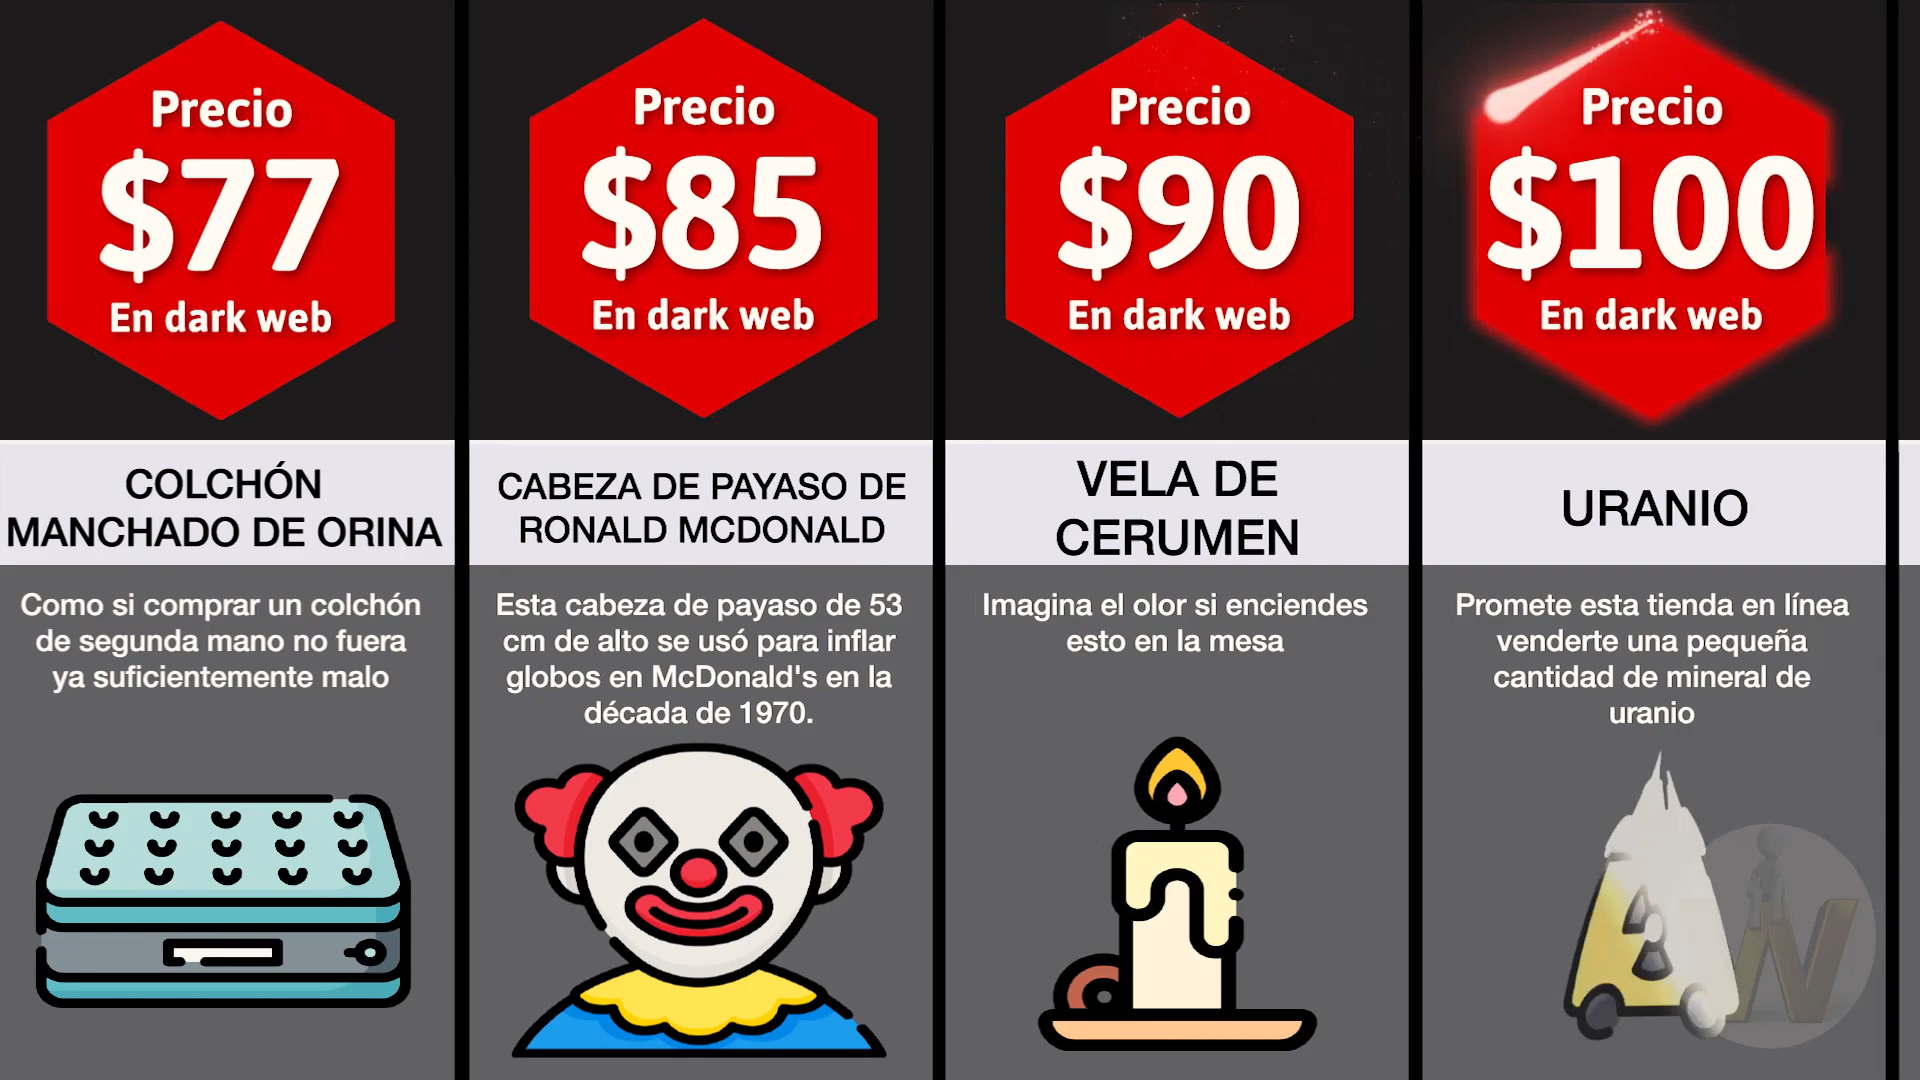 Precio
$77
En dark web
COLCHÓN
MANCHADO DE ORINA
Como si comprar un colchón
de segunda mano no fuera
ya suficientemente malo
Precio
$85
En dark web
CABEZA DE PAYASO DE
RONALD MCDONALD
Esta cabeza de payaso de 53
cm de alto se usó para inflar
globos en McDonald's en la
década de 1970.
Precio
$90
En dark web
VELA DE
CERUMEN
Imagina el olor si enciendes
esto en la mesa
Precio
$100
En dark web
URANIO
Promete esta tienda en línea
venderte una pequeña
cantidad de mineral de
uranio
N